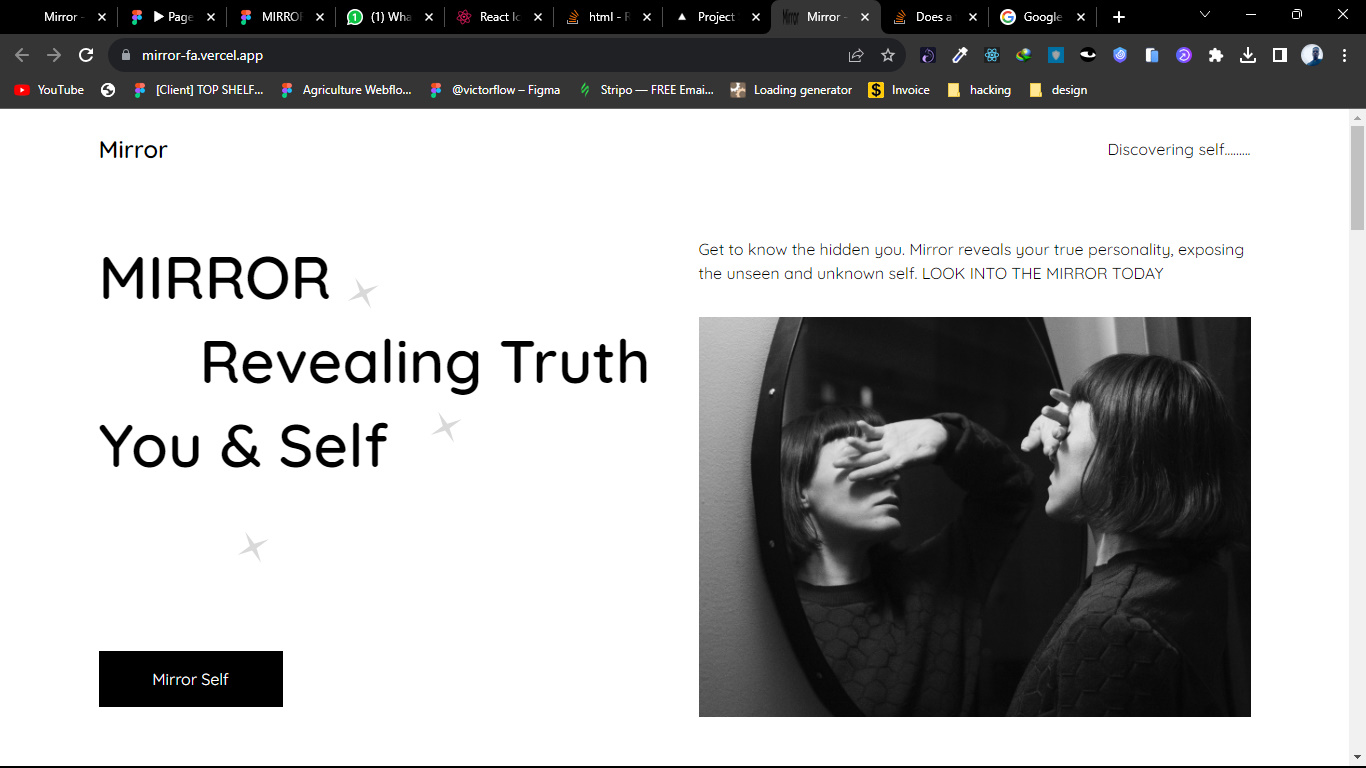 Mirror -
Page
MIRROR
(1) Wha
React Ic
html - R
Project
Mirror -
Does a
Google
mirror-fa.vercel.app
YouTube
[Client] TOP SHELF...
Agriculture Webflo...
@victorflow – Figma
Stripo — FREE Emai...
Loading generator
Invoice
hacking
design
Mirror
Discovering self.........
MIRROR
Revealing Truth
You & Self
Get to know the hidden you. Mirror reveals your true personality, exposing
the unseen and unknown self. LOOK INTO THE MIRROR TODAY
Mirror Self